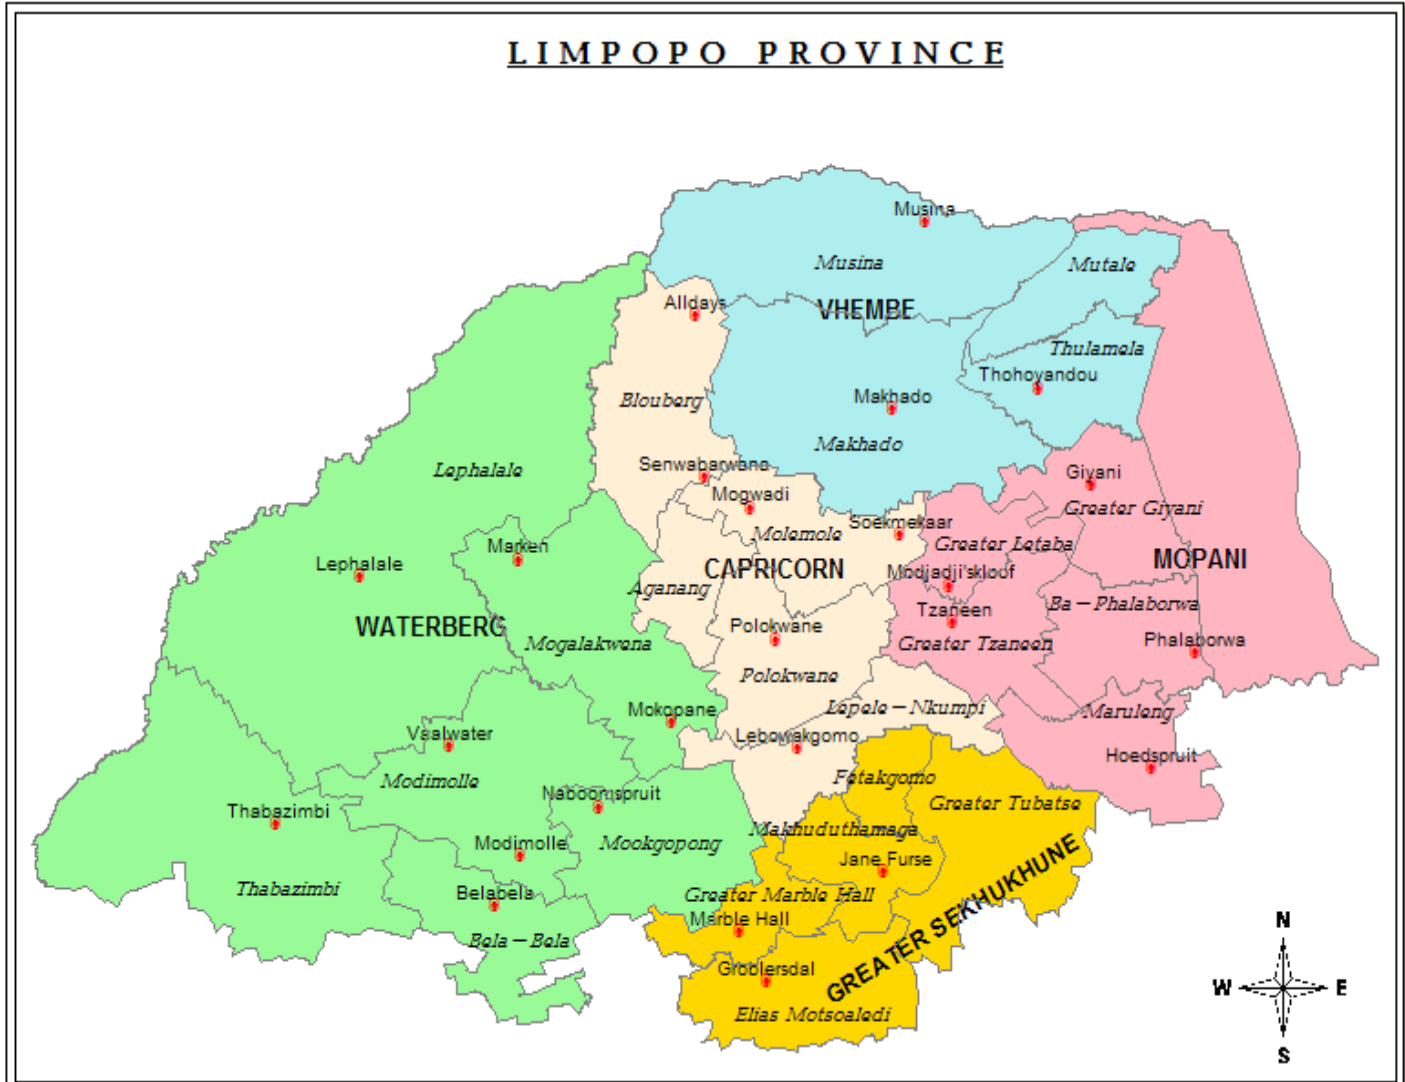 LIMPOPO PROVINCE
Musina
Musina
Mutale
Alldays
VHEMBE
Thulamela
Thohoyandou
Blouberg
Makhado
Makhado
Lephalale
Senwabarwana
Giyani
Mogwadi
Greater Giyani
Soekmekaar
Molemole
Greater Letaba
Marken
MOPANI
Lephalale
CAPRICORN
Modjadji'skloof
Aganang
Ba-Phalaborwa
Tzaneen
WATERBERG
Polokwane
Mogalakwena
Greater Tzaneen
Phalaborwa
Polokwane
Lepele-Nkumpi
Mokopane
Maruleng
Vaalwater
Lebowakgomo
Hoedspruit
Modimolle
Fetakgomo
Naboomspruit
Greater Tubatse
Thabazimbi
Makhuduthamaga
Modimolle
Mookgopong
Jane Furse
Thabazimbi
Belabela
Greater Marble Hall
GREATER SEKHUKHUNE
Marble Hall
Bela-Bela
Groblersdal
Elias Motsoaledi
N
W E
S